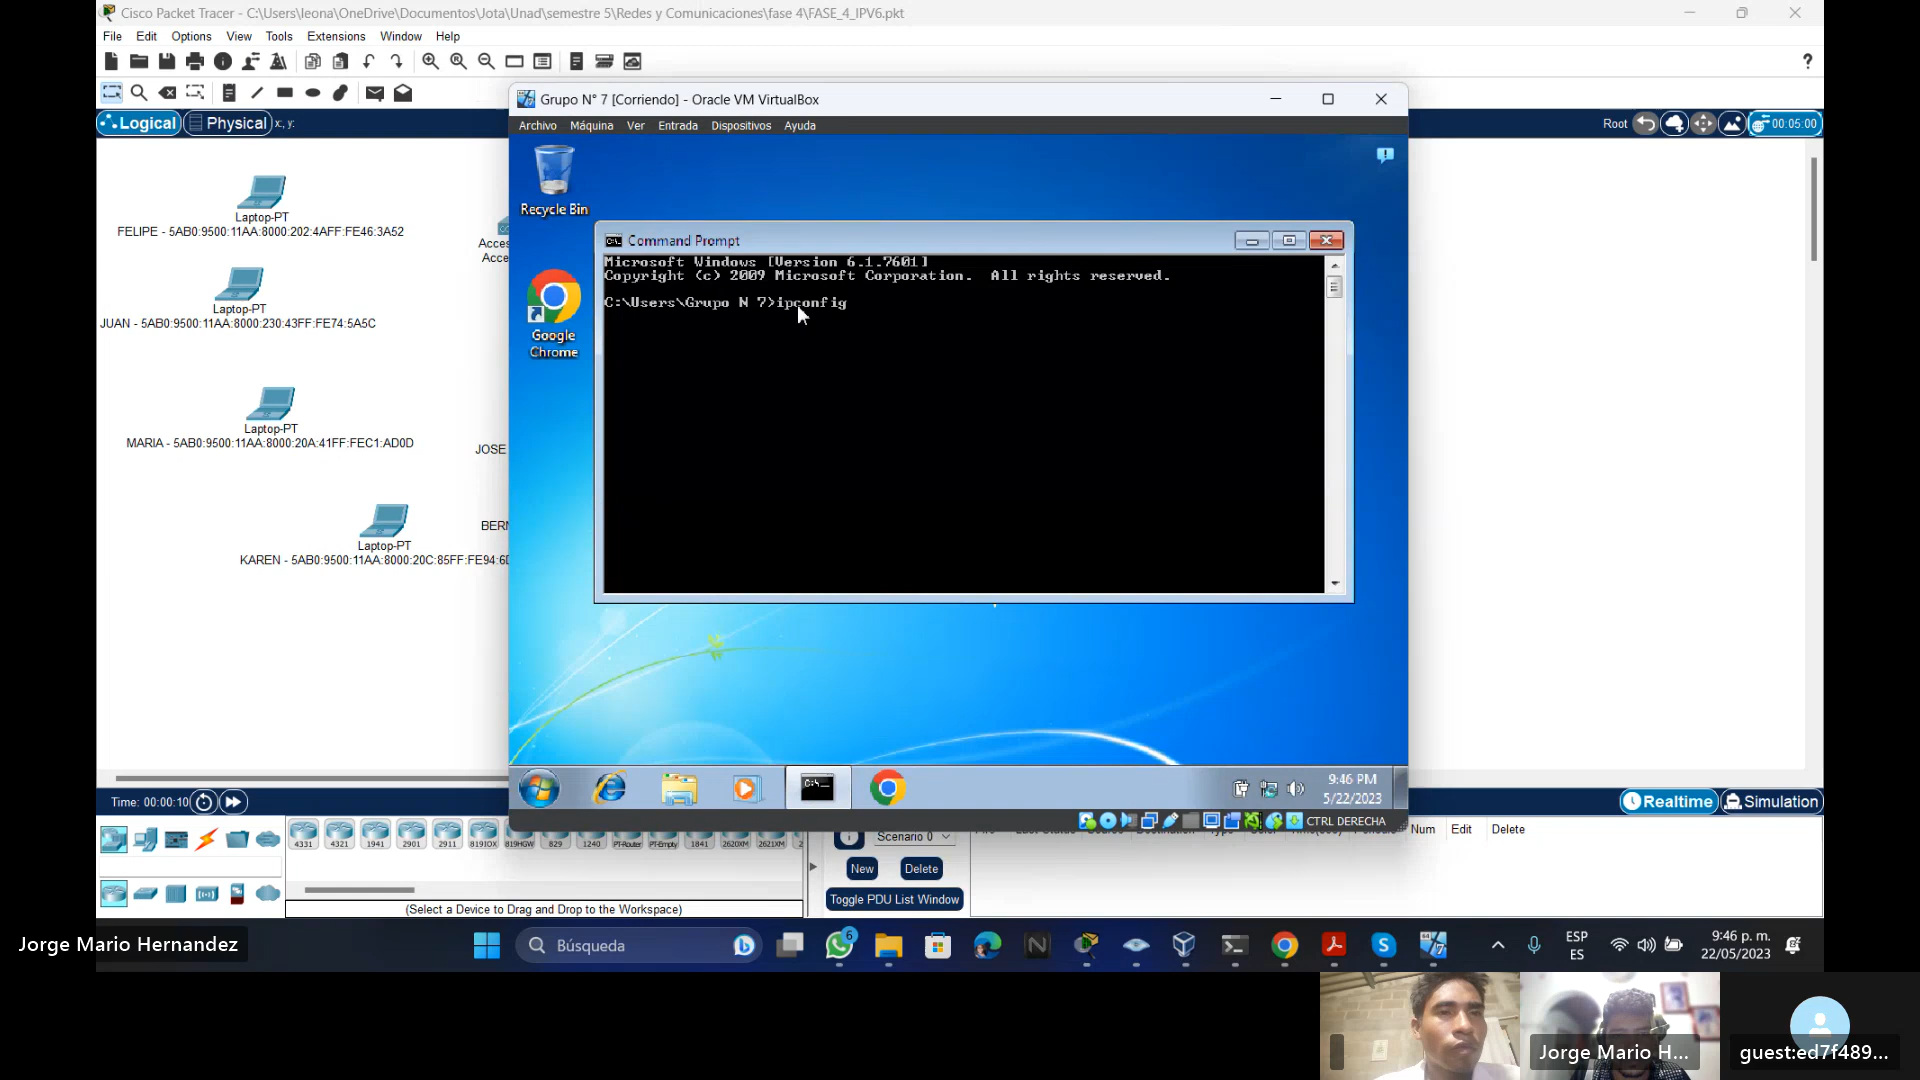 Cisco Packet Tracer - C:\Users\leona\OneDrive\Documentos\Jota\Unad\semestre 5\Redes y Comunicaciones\fase 4\FASE_4_IPV6.pkt
File Edit Options View Tools Extensions Window Help
?
Logical Physical x:, y:
Root 00:05:00
Grupo N° 7 [Corriendo] - Oracle VM VirtualBox
Archivo Máquina Ver Entrada Dispositivos Ayuda
Recycle Bin
Google
Chrome
Command Prompt
Microsoft Windows [Version 6.1.7601]
Copyright (c) 2009 Microsoft Corporation. All rights reserved.
C:\Users\Grupo N 7>ipconfig
Laptop-PT
FELIPE - 5AB0:9500:11AA:8000:202:4AFF:FE46:3A52
Acces
Acce
Laptop-PT
JUAN - 5AB0:9500:11AA:8000:230:43FF:FE74:5A5C
Laptop-PT
MARIA - 5AB0:9500:11AA:8000:20A:41FF:FEC1:AD0D
JOSE
Laptop-PT
BERN
KAREN - 5AB0:9500:11AA:8000:20C:85FF:FE94:6D
9:46 PM
5/22/2023
CTRL DERECHA
Time: 00:00:10
Realtime Simulation
4331 4321 1941 2901 2911 819IOX 819HGW 829 1240 PT-Router PT-Empty 1841 2620XM 2621XM 2
(Select a Device to Drag and Drop to the Workspace)
Scenario 0
New Delete
Toggle PDU List Window
Num Edit Delete
Jorge Mario Hernandez
Búsqueda
6
ESP
ES
9:46 p. m.
22/05/2023
Jorge Mario H...
guest:ed7f489...